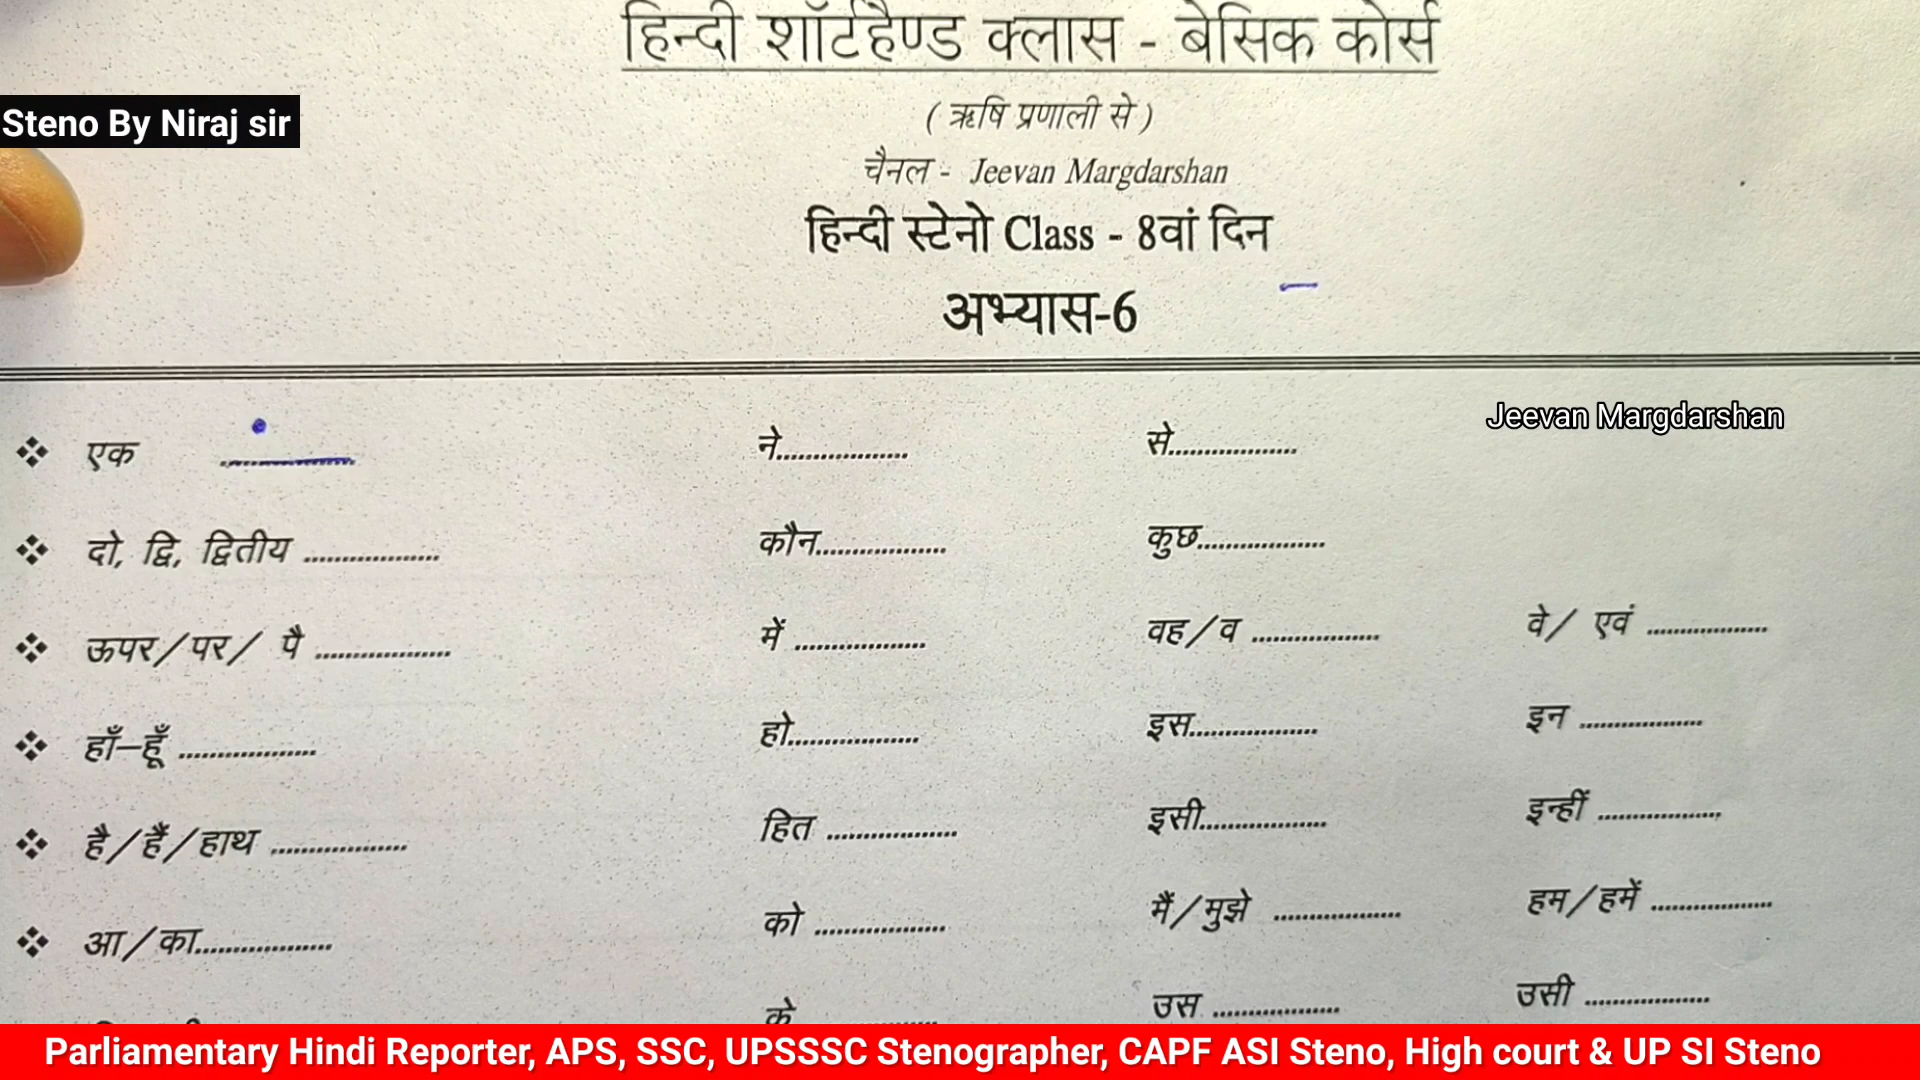 हिन्दी शॉर्टहैण्ड क्लास - बेसिक कोर्स
Steno By Niraj sir
( ऋषि प्रणाली से )
चैनल - Jeevan Margdarshan
हिन्दी स्टेनो Class - 8वां दिन
अभ्यास-6
Jeevan Margdarshan
❖ एक .................. ने.................. से..................
❖ दो, द्वि, द्वितीय .................. कौन.................. कुछ..................
❖ ऊपर/पर/ पै .................. में .................. वह/व .................. वे/ एवं ..................
❖ हाँ–हूँ .................. हो.................. इस.................. इन ..................
❖ है/हैं/हाथ .................. हित .................. इसी.................. इन्हीं ..................
❖ आ/का.................. को .................. मैं/मुझे .................. हम/हमें ..................
के .................. उस .................. उसी ..................
Parliamentary Hindi Reporter, APS, SSC, UPSSSC Stenographer, CAPF ASI Steno, High court & UP SI Steno